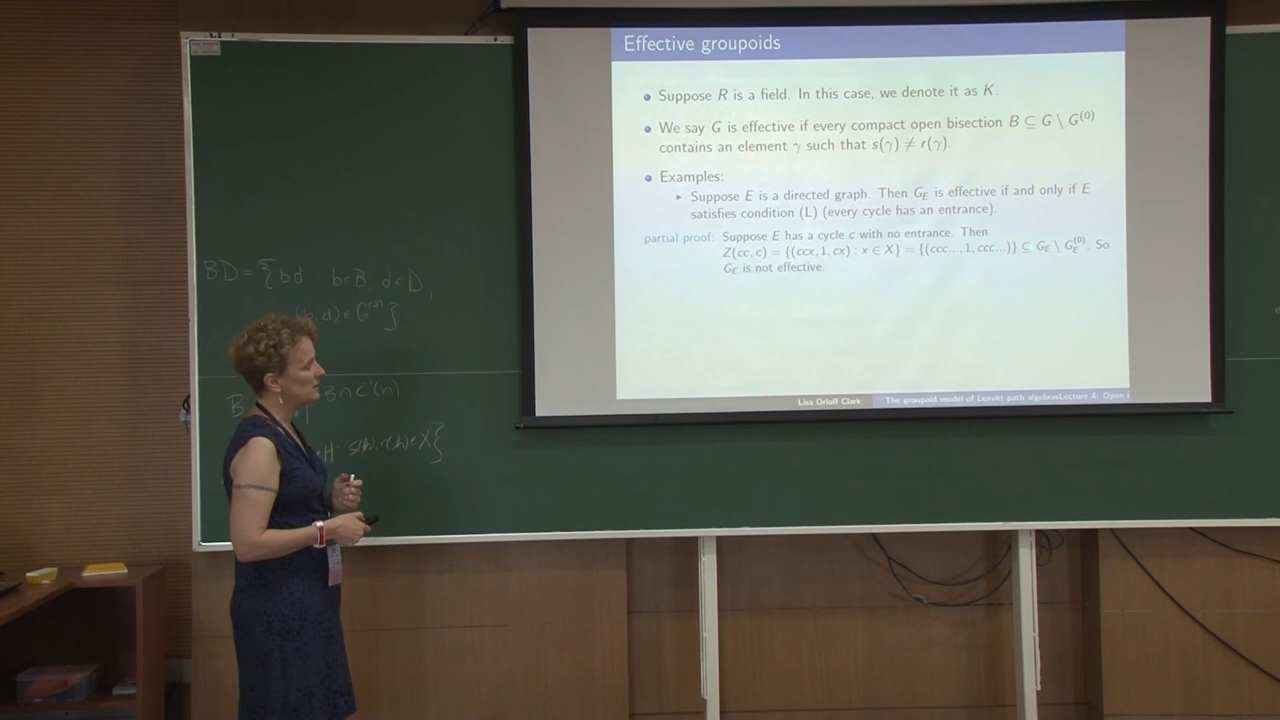 Effective groupoids
• Suppose R is a field. In this case, we denote it as K.
• We say G is effective if every compact open bisection B ⊆ G \ G⁽⁰⁾
contains an element γ such that s(γ) ≠ r(γ).
• Examples:
► Suppose E is a directed graph. Then G_E is effective if and only if E
satisfies condition (L) (every cycle has an entrance).
partial proof: Suppose E has a cycle c with no entrance. Then
Z(cc, c) = {(ccx, 1, cx) : x ∈ X} = {(ccc..., 1, ccc...)} ⊆ G_E \ G_E⁽⁰⁾. So
G_E is not effective.
Lisa Orloff Clark
The groupoid model of Leavitt path algebrasLecture 4: Open
BD = {bd b∈B, d∈D,
d) ∈ G⁽²⁾}
B
s(h), r(h) ∈ X}